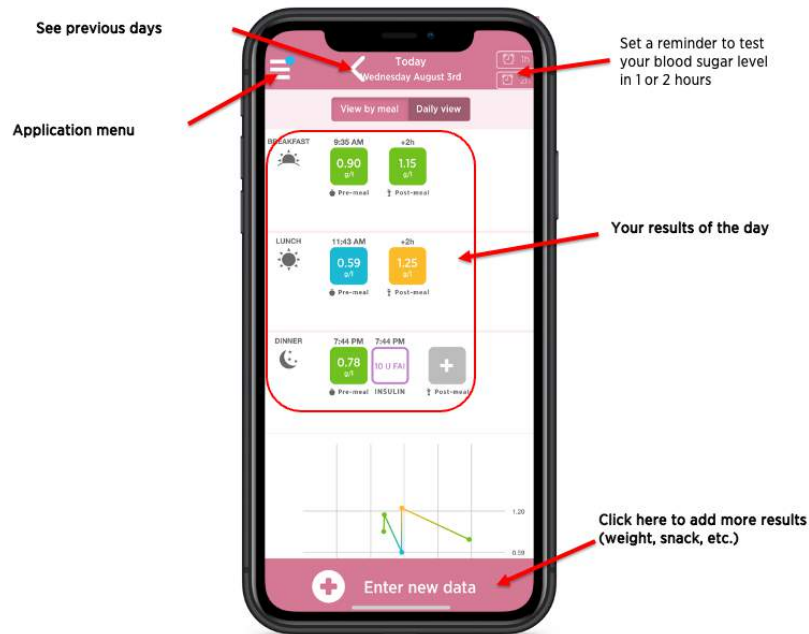 See previous days
Today
Wednesday August 3rd
1h
Set a reminder to test
your blood sugar level
in 1 or 2 hours
Application menu
View by meal Daily view
BREAKFAST 9:35 AM +2h
0.90 1.15
g/l g/l
Pre-meal Post-meal
LUNCH 11:43 AM +2h
0.59 1.25
g/l g/l
Pre-meal Post-meal
Your results of the day
DINNER 7:44 PM 7:44 PM
0.78 10 U FAI +
g/l
Pre-meal INSULIN Post-meal
1.20
0.59
Click here to add more results
(weight, snack, etc.)
Enter new data